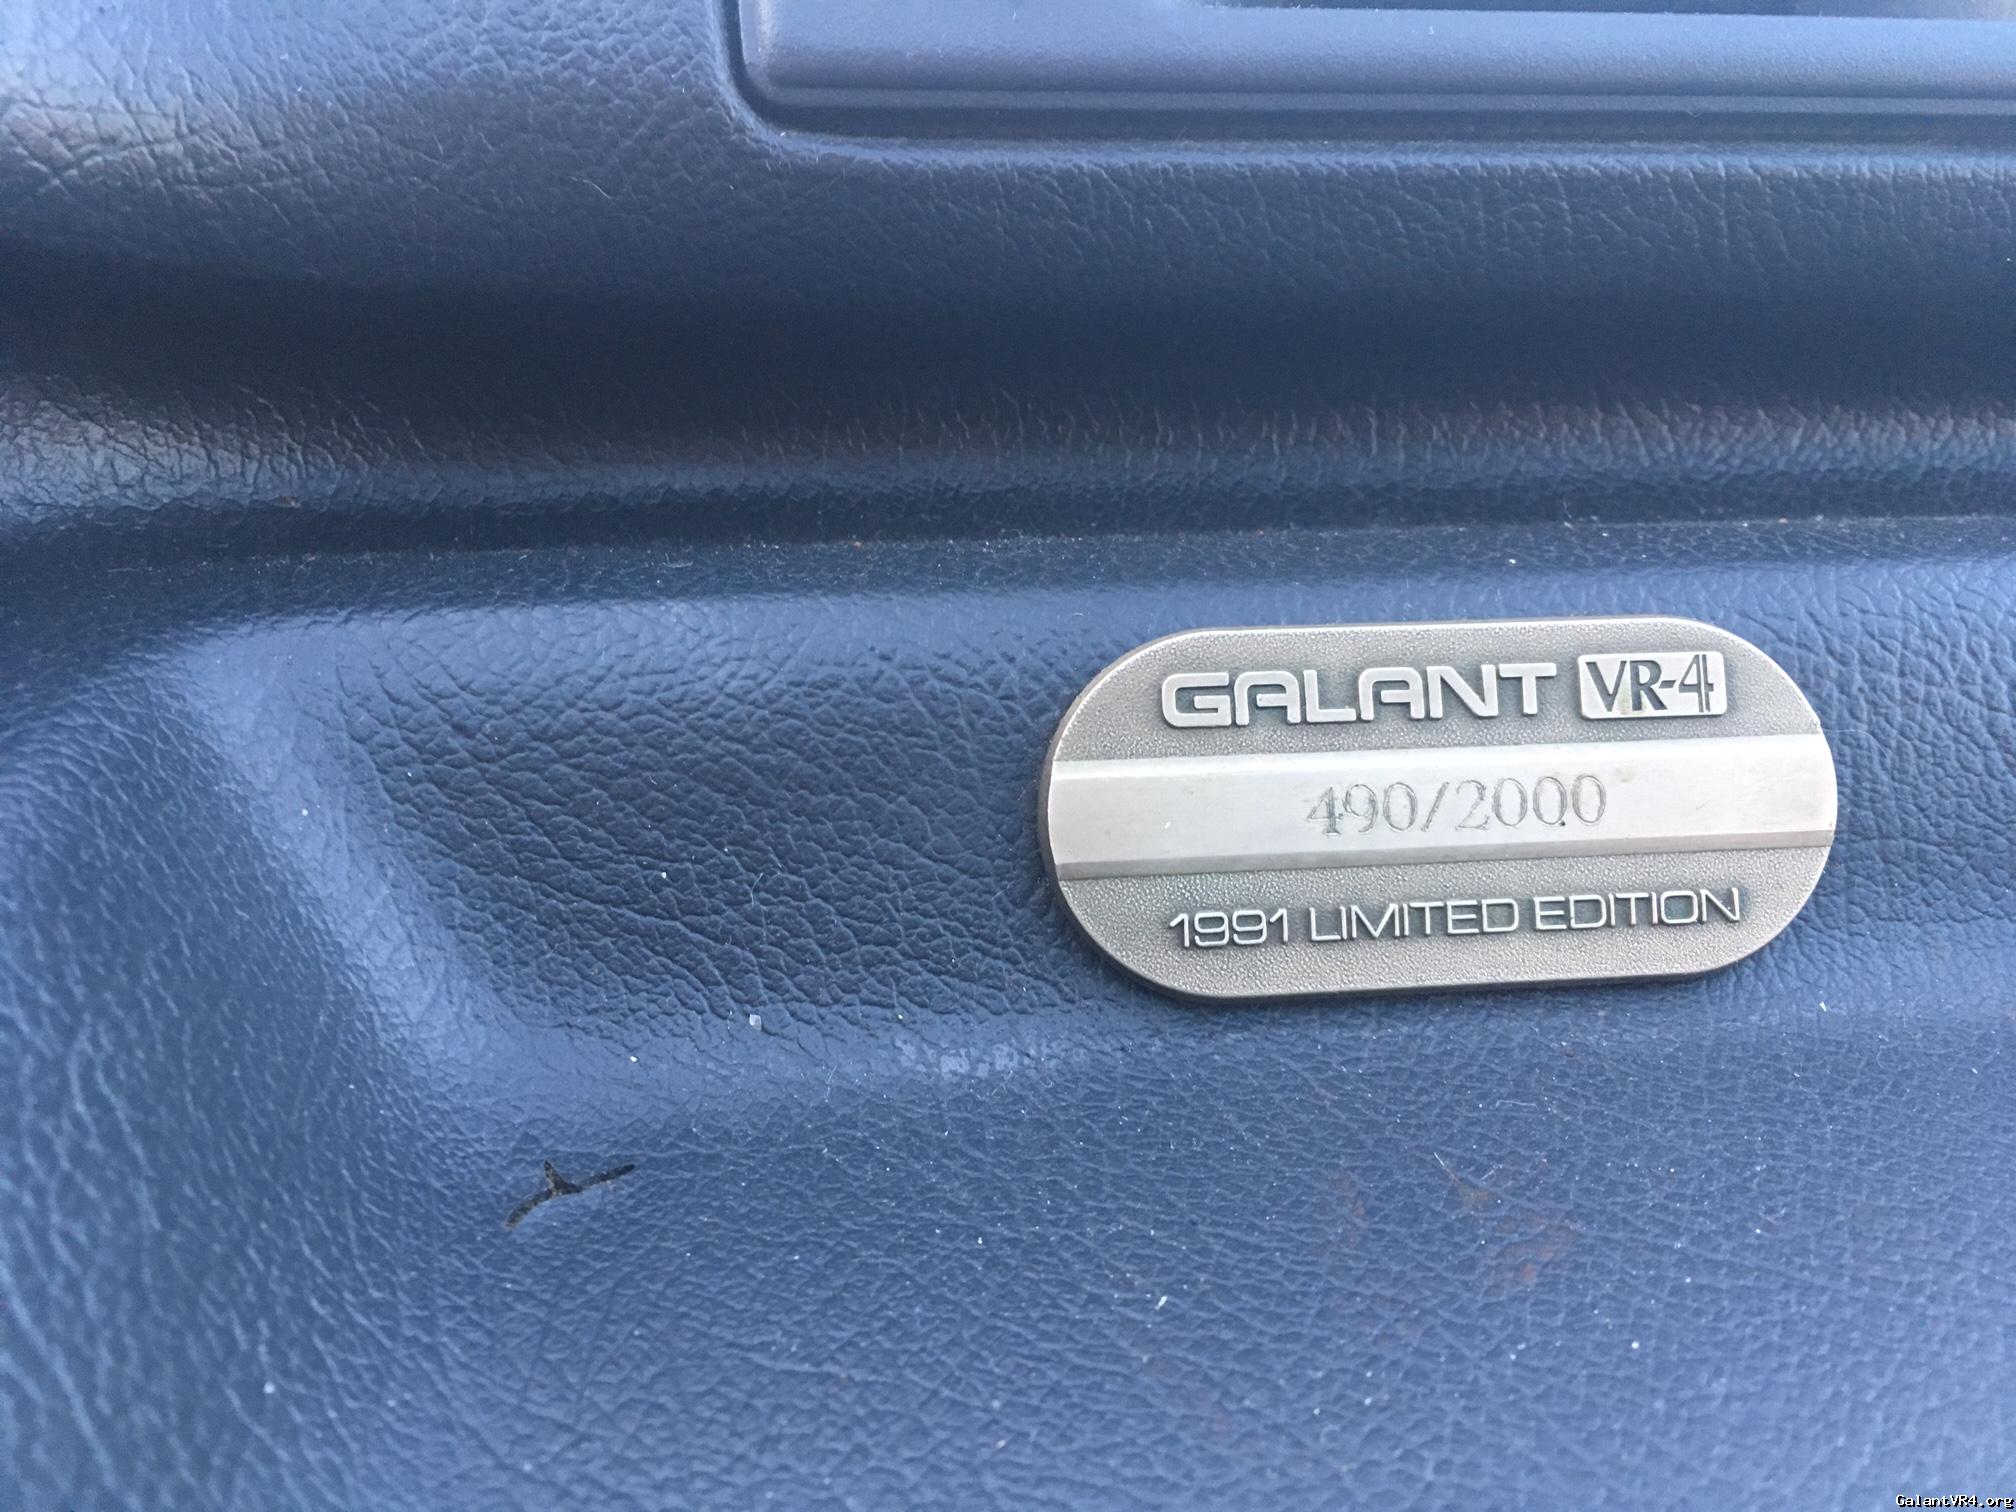 GALANT VR-4
490/2000
1991 LIMITED EDITION
GalantVR4.org